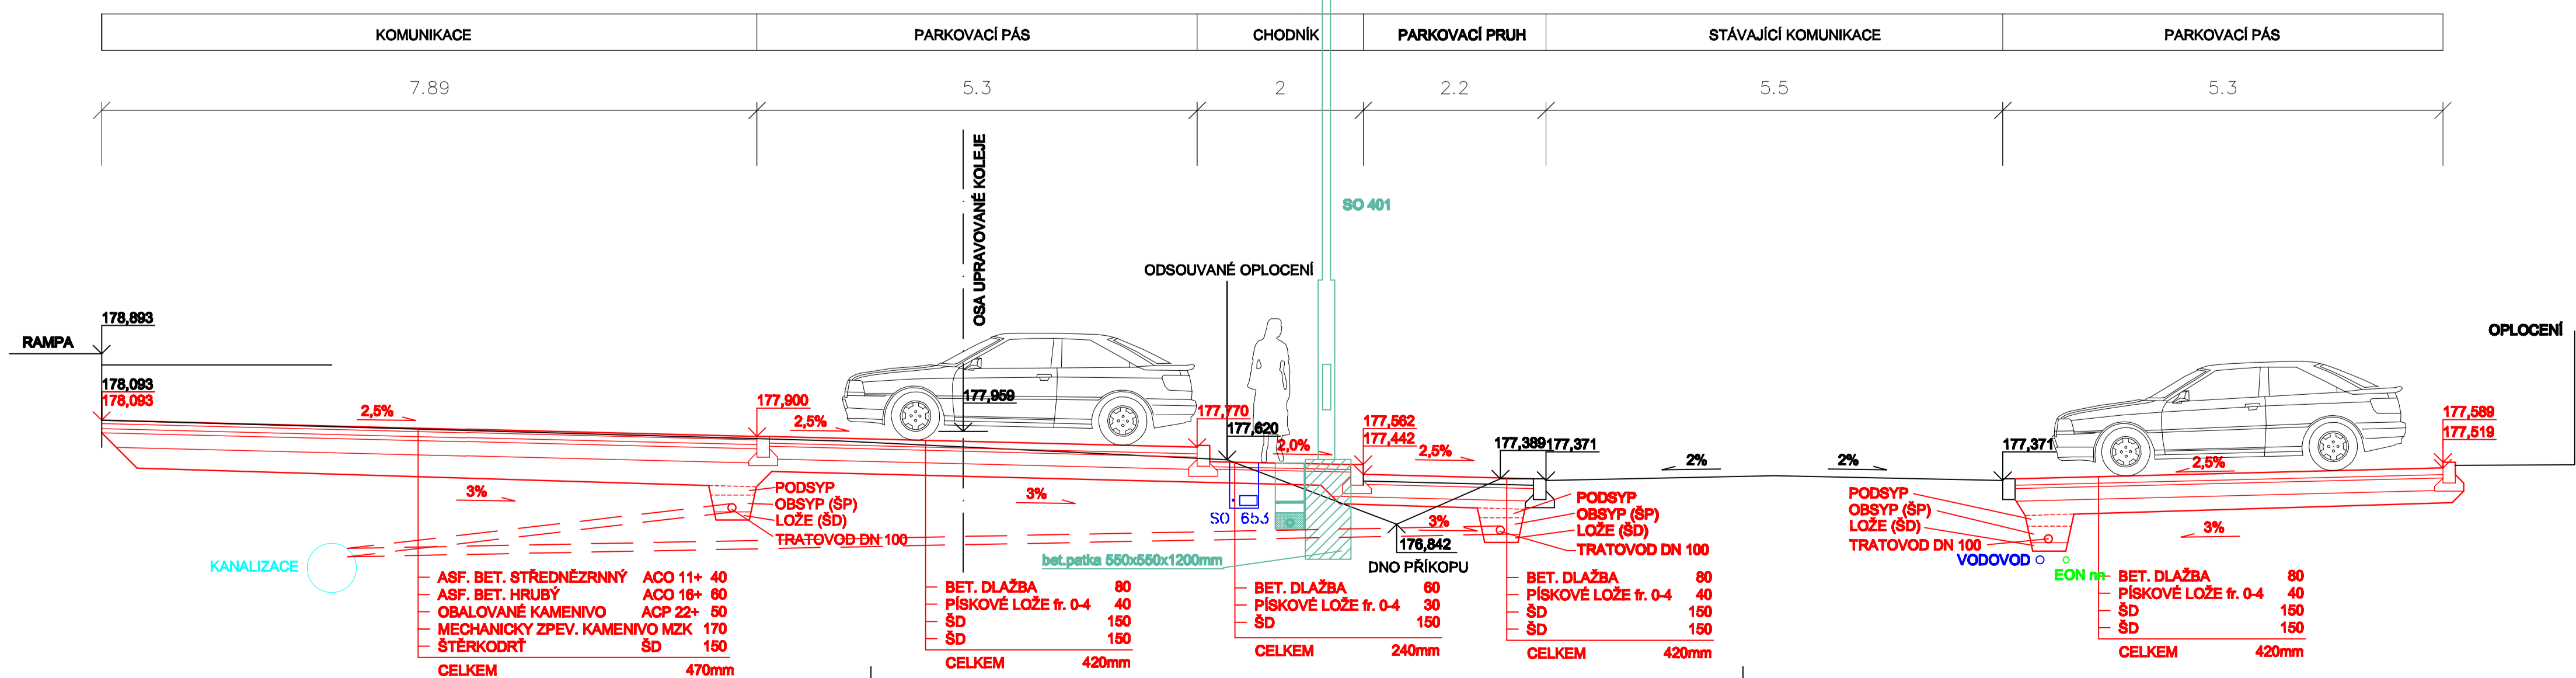 KOMUNIKACE PARKOVACÍ PÁS CHODNÍK PARKOVACÍ PRUH STÁVAJÍCÍ KOMUNIKACE PARKOVACÍ PÁS
7.89 5.3 2 2.2 5.5 5.3
OSA UPRAVOVANÉ KOLEJE
SO 401
ODSOUVANÉ OPLOCENÍ
178,893
RAMPA
OPLOCENÍ
178,093
178,093
2,5%
177,900
2,5%
177,959
177,770
177,620
2,0%
177,562
177,442
2,5%
177,389
177,371
2%
2%
177,371
2,5%
177,589
177,519
3%
PODSYP
OBSYP (ŠP)
LOŽE (ŠD)
TRATOVOD DN 100
3%
SO 653
3%
PODSYP
OBSYP (ŠP)
LOŽE (ŠD)
TRATOVOD DN 100
176,842
DNO PŘÍKOPU
bet.patka 550x550x1200mm
PODSYP
OBSYP (ŠP)
LOŽE (ŠD)
TRATOVOD DN 100
3%
VODOVOD
EON nn
KANALIZACE
ASF. BET. STŘEDNĚZRNNÝ ACO 11+ 40
ASF. BET. HRUBÝ ACO 16+ 60
OBALOVANÉ KAMENIVO ACP 22+ 50
MECHANICKY ZPEV. KAMENIVO MZK 170
ŠTĚRKODRŤ ŠD 150
CELKEM 470mm
BET. DLAŽBA 80
PÍSKOVÉ LOŽE fr. 0-4 40
ŠD 150
ŠD 150
CELKEM 420mm
BET. DLAŽBA 60
PÍSKOVÉ LOŽE fr. 0-4 30
ŠD 150
CELKEM 240mm
BET. DLAŽBA 80
PÍSKOVÉ LOŽE fr. 0-4 40
ŠD 150
ŠD 150
CELKEM 420mm
BET. DLAŽBA 80
PÍSKOVÉ LOŽE fr. 0-4 40
ŠD 150
ŠD 150
CELKEM 420mm